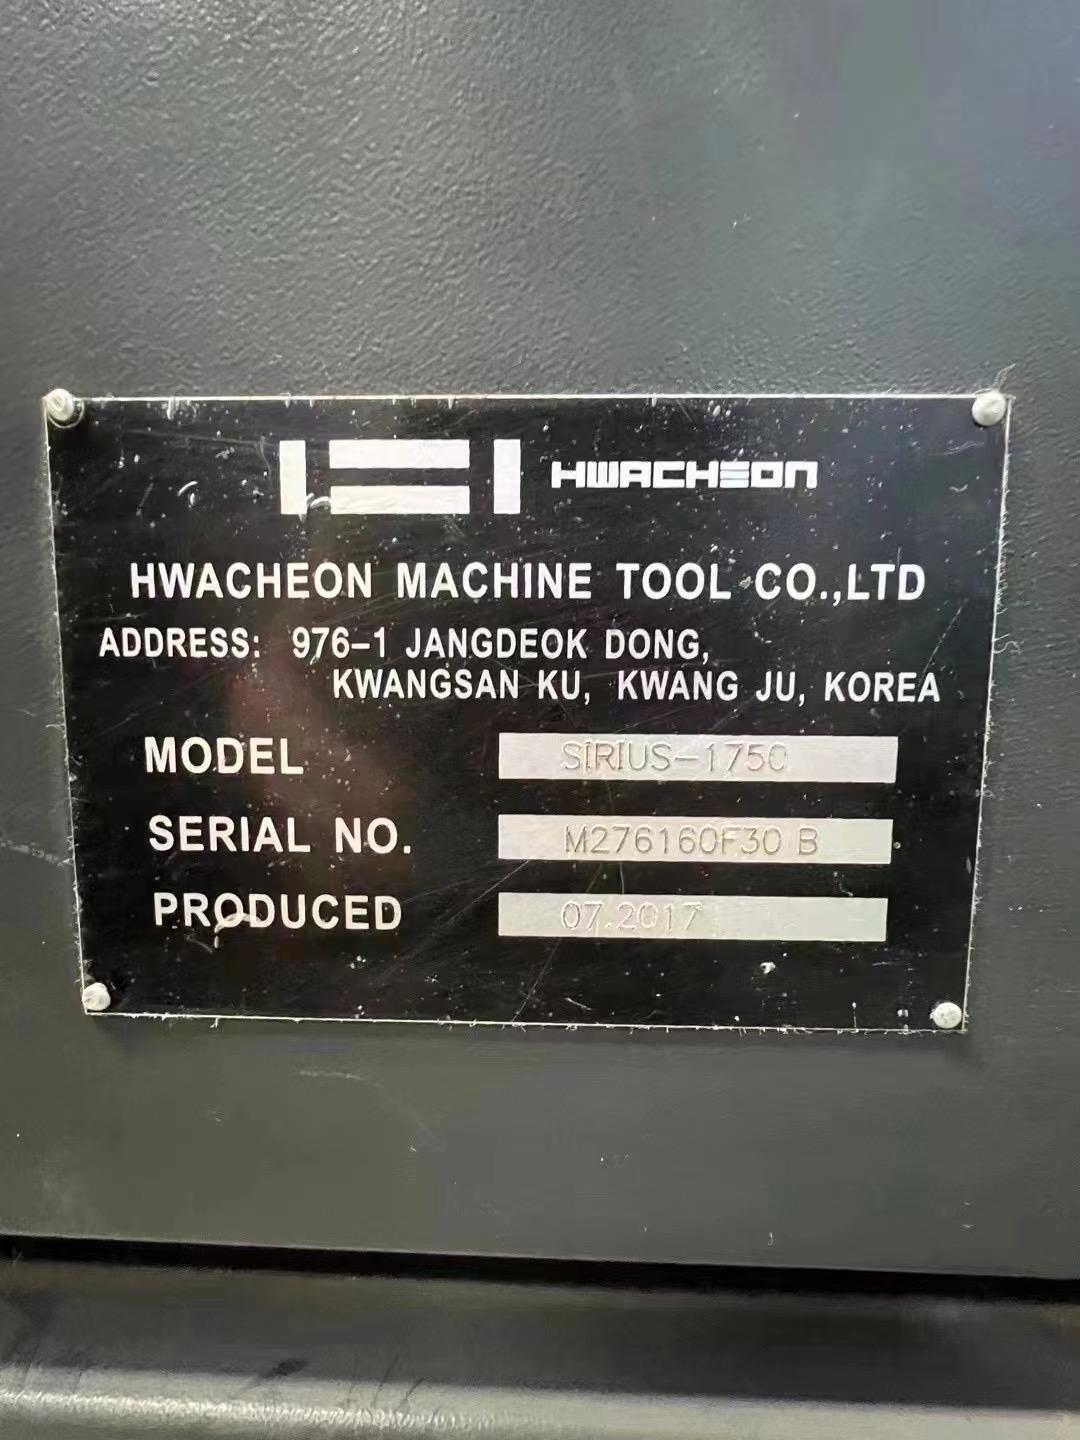 HWACHEON
HWACHEON MACHINE TOOL CO.,LTD
ADDRESS: 976-1 JANGDEOK DONG,
KWANGSAN KU, KWANG JU, KOREA
MODEL SIRIUS-1750
SERIAL NO. M276160F30 B
PRODUCED 07.2017